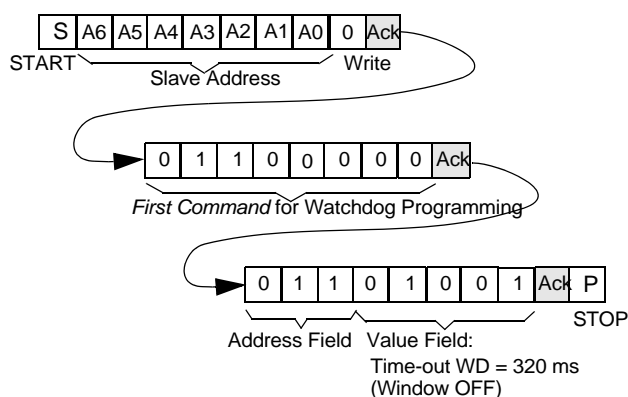 S A6 A5 A4 A3 A2 A1 A0 0 Ack
START Slave Address Write
0 1 1 0 0 0 0 0 Ack
First Command for Watchdog Programming
0 1 1 0 1 0 0 1 Ack P
STOP
Address Field Value Field:
Time-out WD = 320 ms
(Window OFF)